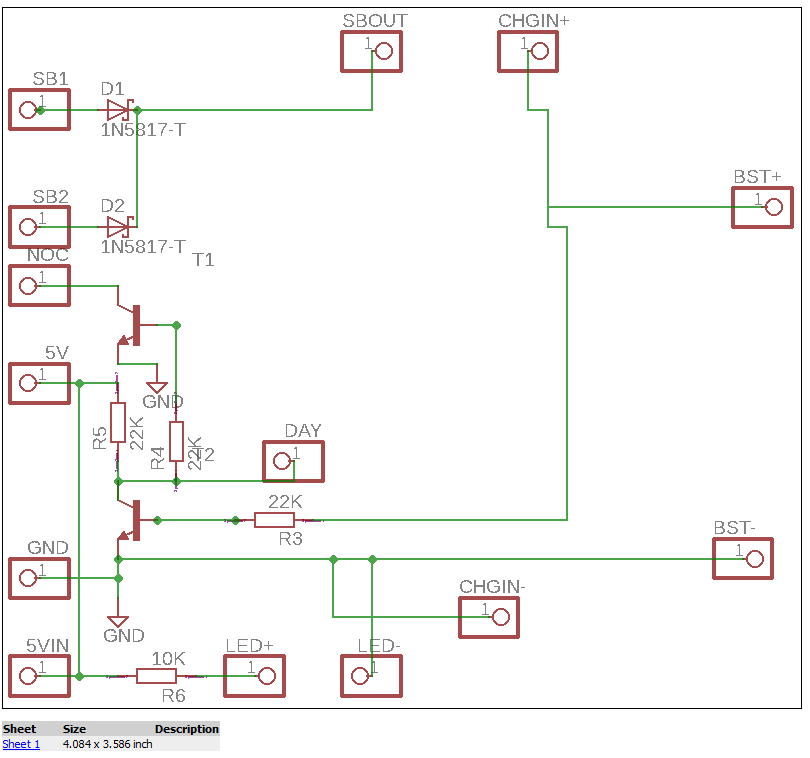 SBOUT
CHGIN+
1
1
SB1
D1
1
1N5817-T
BST+
1
SB2
D2
1
1N5817-T
NOC
T1
1
5V
1
GND
R5
22K
R4
22K
T2
DAY
1
22K
R3
BST-
1
GND
1
CHGIN-
1
GND
5VIN
1
10K
R6
LED+
1
LED-
1
Sheet Size Description
Sheet 1 4.084 x 3.586 inch